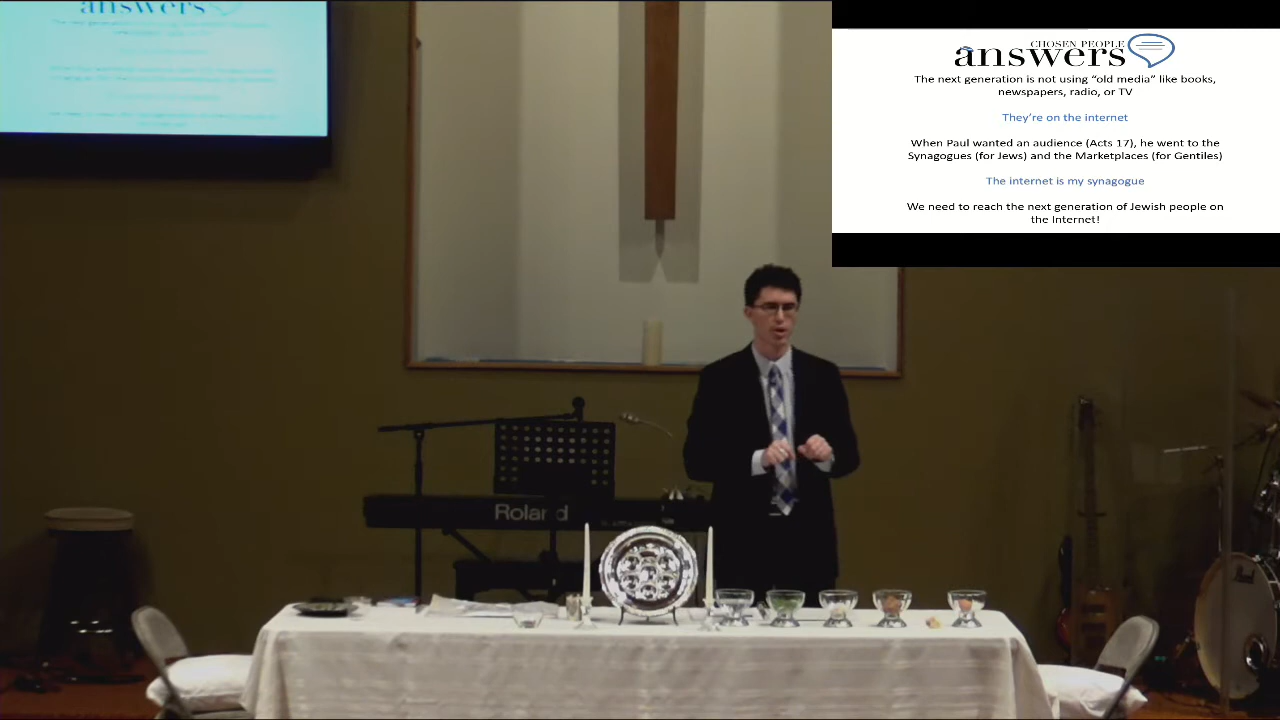 answers
CHOSEN PEOPLE
answers
The next generation is not using “old media” like books,
newspapers, radio, or TV
They’re on the internet
When Paul wanted an audience (Acts 17), he went to the
Synagogues (for Jews) and the Marketplaces (for Gentiles)
The internet is my synagogue
We need to reach the next generation of Jewish people on
the Internet!
Roland
Pearl